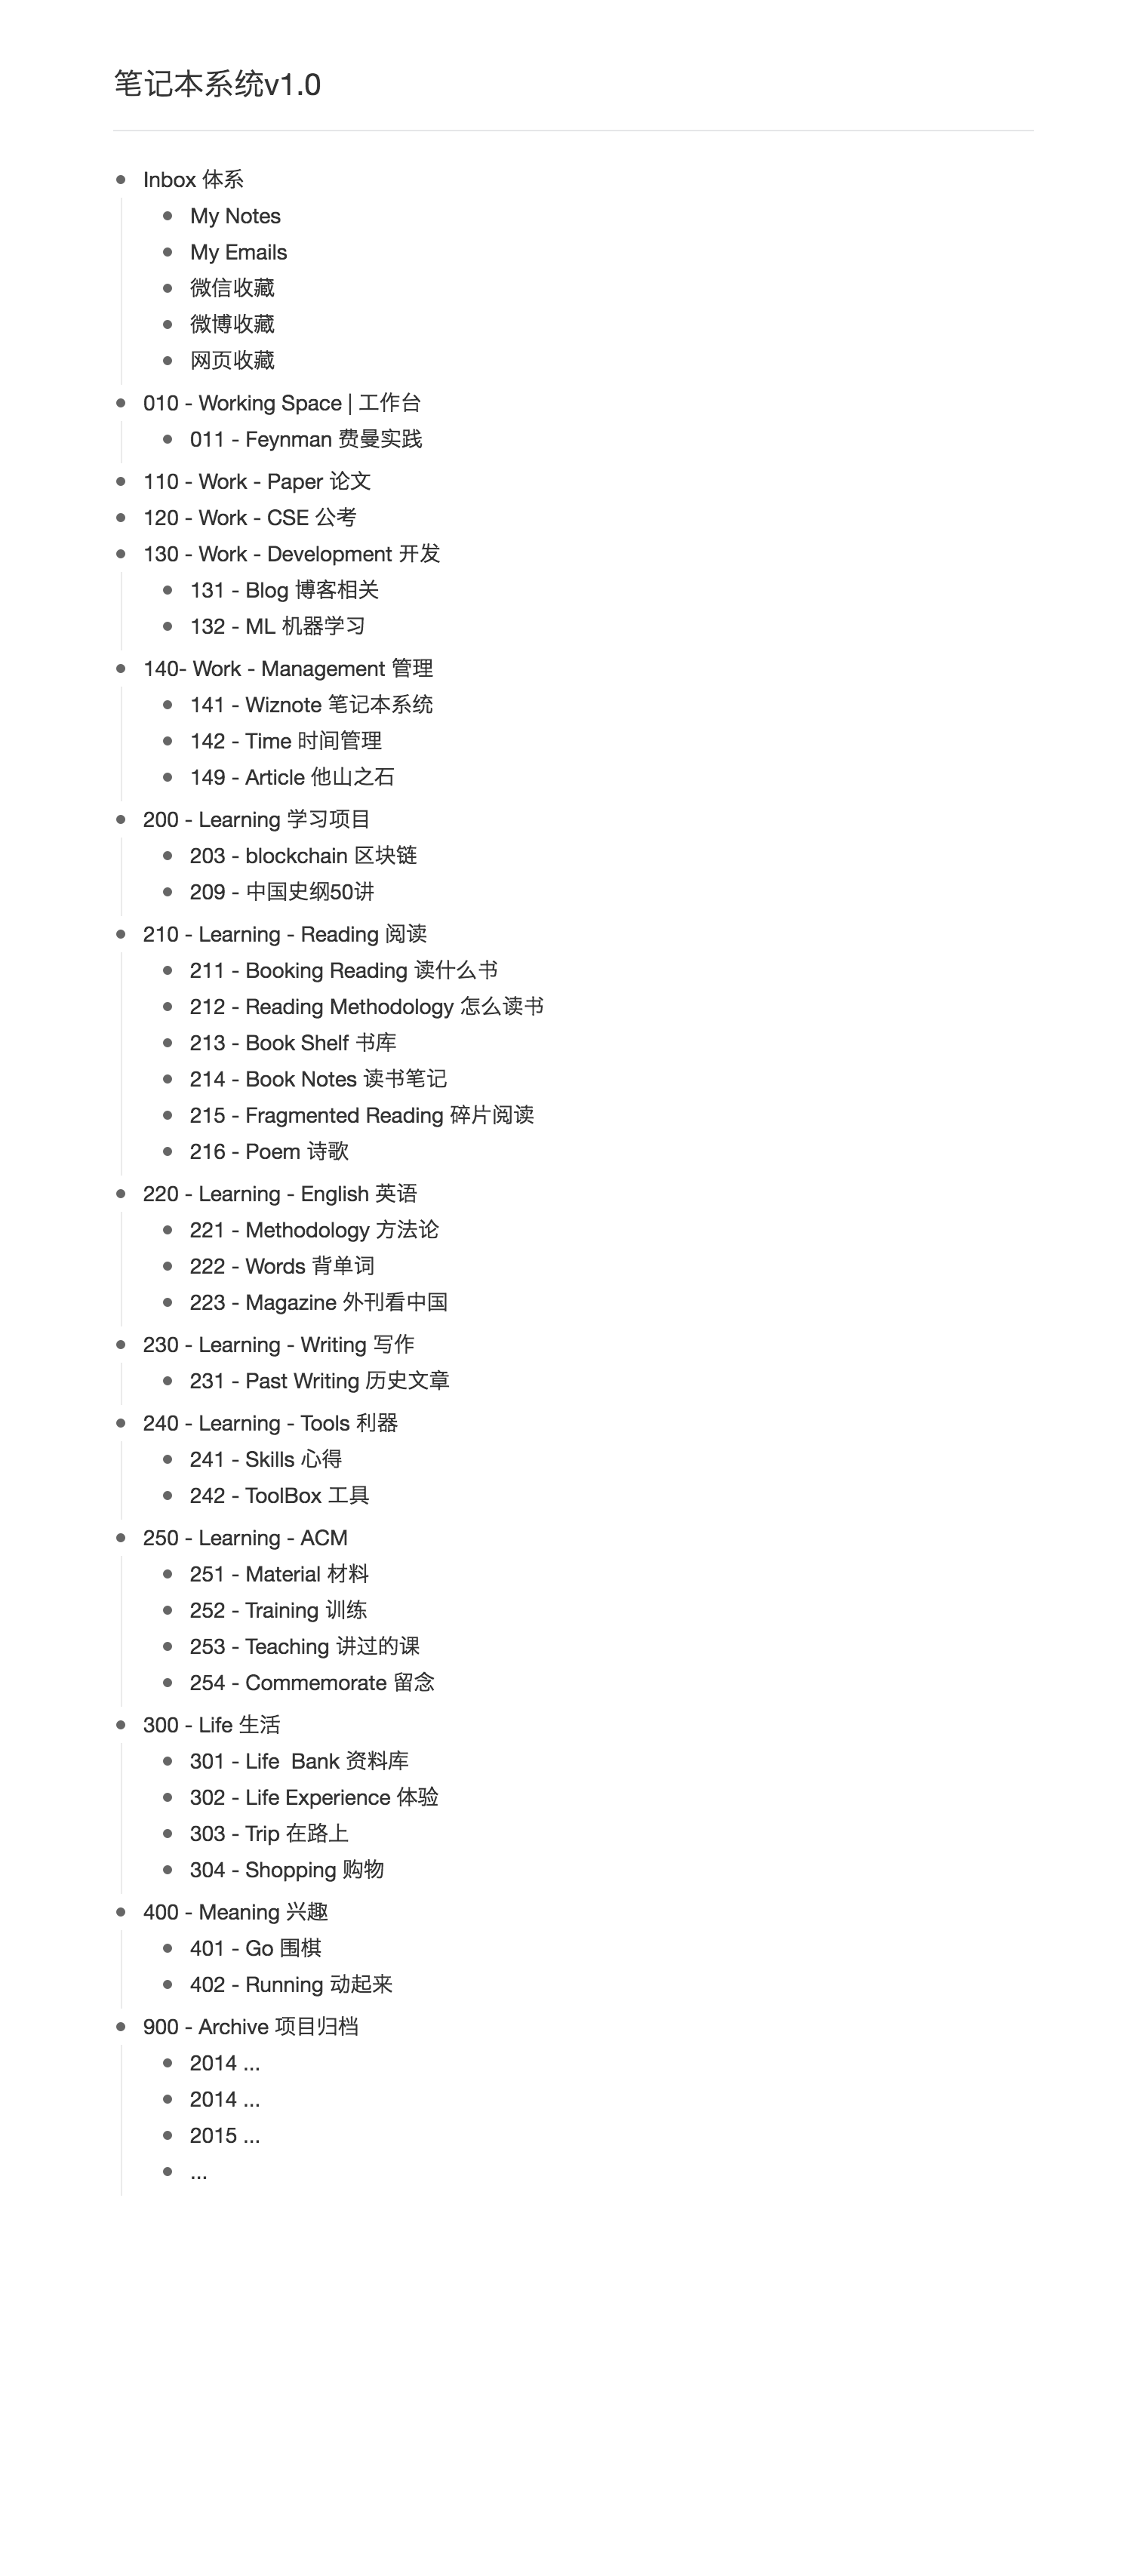 笔记本系统v1.0
Inbox 体系
My Notes
My Emails
微信收藏
微博收藏
网页收藏
010 - Working Space | 工作台
011 - Feynman 费曼实践
110 - Work - Paper 论文
120 - Work - CSE 公考
130 - Work - Development 开发
131 - Blog 博客相关
132 - ML 机器学习
140- Work - Management 管理
141 - Wiznote 笔记本系统
142 - Time 时间管理
149 - Article 他山之石
200 - Learning 学习项目
203 - blockchain 区块链
209 - 中国史纲50讲
210 - Learning - Reading 阅读
211 - Booking Reading 读什么书
212 - Reading Methodology 怎么读书
213 - Book Shelf 书库
214 - Book Notes 读书笔记
215 - Fragmented Reading 碎片阅读
216 - Poem 诗歌
220 - Learning - English 英语
221 - Methodology 方法论
222 - Words 背单词
223 - Magazine 外刊看中国
230 - Learning - Writing 写作
231 - Past Writing 历史文章
240 - Learning - Tools 利器
241 - Skills 心得
242 - ToolBox 工具
250 - Learning - ACM
251 - Material 材料
252 - Training 训练
253 - Teaching 讲过的课
254 - Commemorate 留念
300 - Life 生活
301 - Life  Bank 资料库
302 - Life Experience 体验
303 - Trip 在路上
304 - Shopping 购物
400 - Meaning 兴趣
401 - Go 围棋
402 - Running 动起来
900 - Archive 项目归档
2014 ...
2014 ...
2015 ...
...